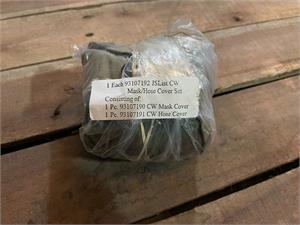 1 Each 93107192 JSList CW
Mask/Hose Cover Set
Consisting of:
1 Pc. 93107190 CW Mask Cover
1 Pc. 93107191 CW Hose Cover